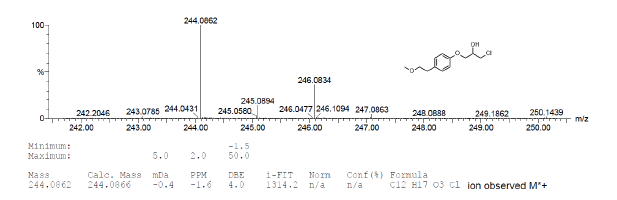 244.0862
100
OH
O
Cl
O
%
246.0834
245.0894
242.2046 243.0785 244.0431 245.0580 246.0477 246.1094 247.0863 248.0888 249.1862 250.1439
0
m/z
242.00 243.00 244.00 245.00 246.00 247.00 248.00 249.00 250.00
Minimum: -1.5
Maximum: 5.0 2.0 50.0
Mass Calc. Mass mDa PPM DBE i-FIT Norm Conf(%) Formula
244.0862 244.0866 -0.4 -1.6 4.0 1314.2 n/a n/a C12 H17 O3 Cl ion observed M*+